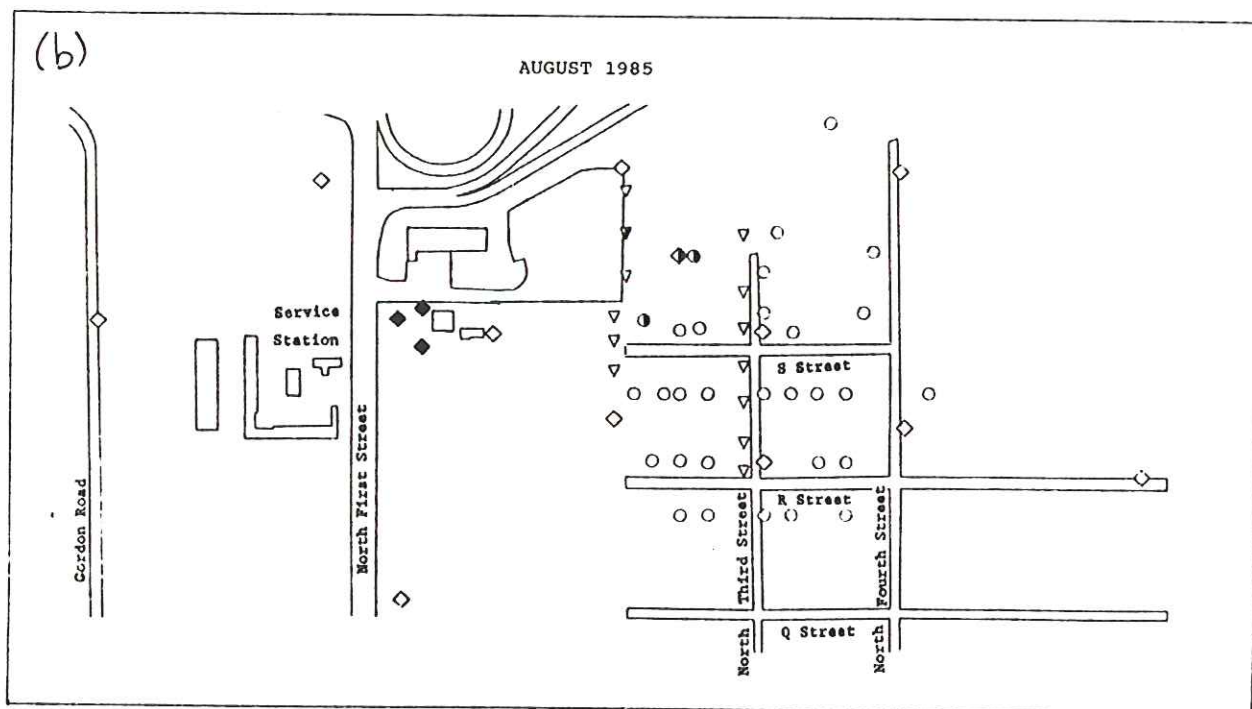 (b)
AUGUST 1985
Service
Station
S Street
R Street
Q Street
Gordon Road
North First Street
North Third Street
North Fourth Street